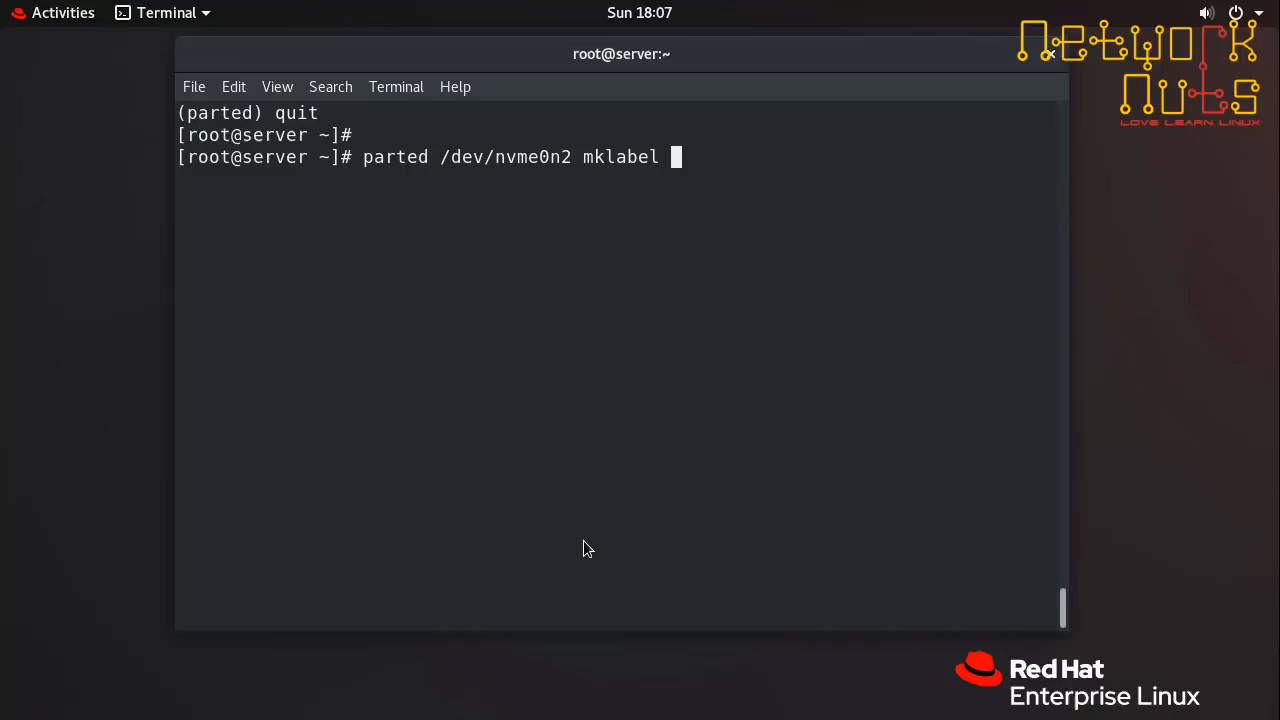 Activities Terminal Sun 18:07
Network
Nuts
LOVE LEARN LINUX
root@server:~
File Edit View Search Terminal Help
(parted) quit
[root@server ~]#
[root@server ~]# parted /dev/nvme0n2 mklabel
Red Hat
Enterprise Linux